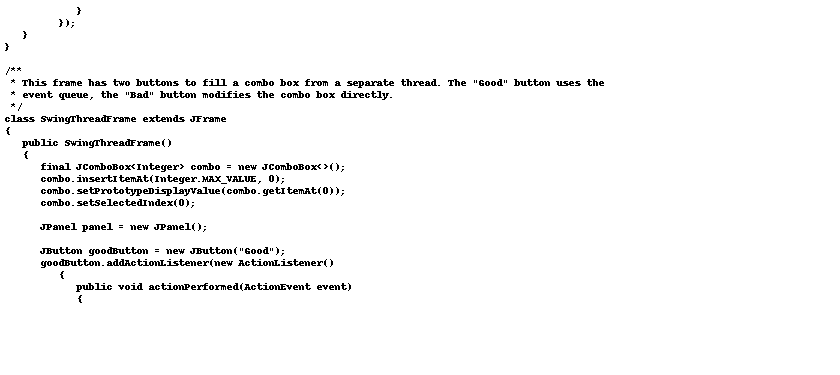 }
});
}
}
/**
* This frame has two buttons to fill a combo box from a separate thread. The "Good" button uses the
* event queue, the "Bad" button modifies the combo box directly.
*/
class SwingThreadFrame extends JFrame
{
public SwingThreadFrame()
{
final JComboBox<Integer> combo = new JComboBox<>();
combo.insertItemAt(Integer.MAX_VALUE, 0);
combo.setPrototypeDisplayValue(combo.getItemAt(0));
combo.setSelectedIndex(0);
JPanel panel = new JPanel();
JButton goodButton = new JButton("Good");
goodButton.addActionListener(new ActionListener()
{
public void actionPerformed(ActionEvent event)
{